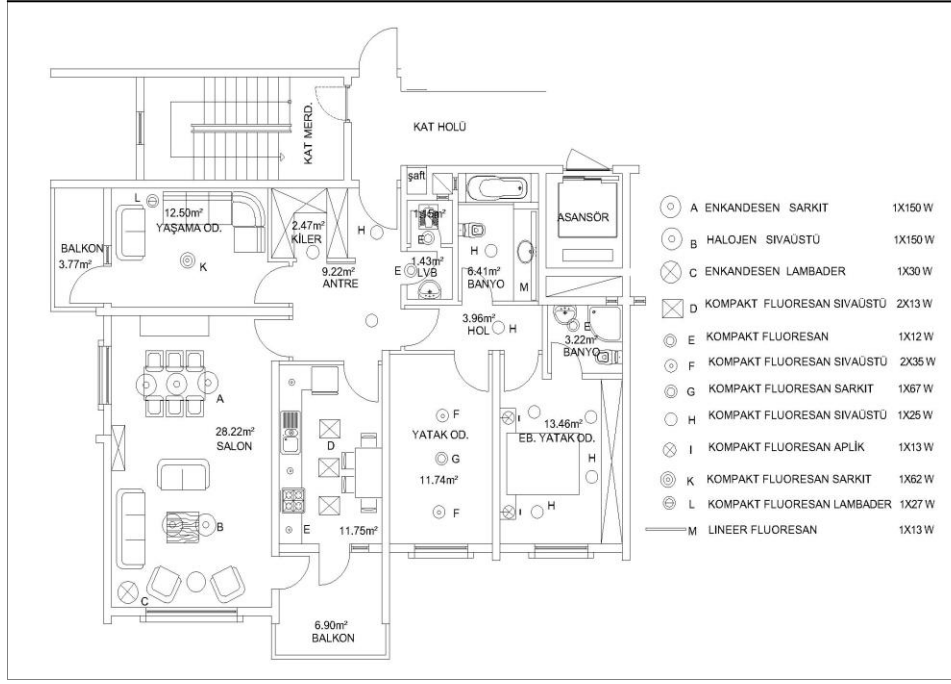 KAT MERD.
KAT HOLÜ
şaft
L
12.50m²
YAŞAMA OD.
K
BALKON
3.77m²
2.47m²
KİLER
H
9.22m²
ANTRE
E
E
1.43m²
LVB
H
6.41m²
BANYO
M
ASANSÖR
3.96m²
HOL
H
E
3.22m²
BANYO
A
28.22m²
SALON
B
C
D
E
11.75m²
6.90m²
BALKON
F
YATAK OD.
G
11.74m²
F
I
13.46m²
EB. YATAK OD.
H
H
I
H
A ENKANDESEN SARKIT 1X150 W
B HALOJEN SIVAÜSTÜ 1X150 W
C ENKANDESEN LAMBADER 1X30 W
D KOMPAKT FLUORESAN SIVAÜSTÜ 2X13 W
E KOMPAKT FLUORESAN 1X12 W
F KOMPAKT FLUORESAN SIVAÜSTÜ 2X35 W
G KOMPAKT FLUORESAN SARKIT 1X67 W
H KOMPAKT FLUORESAN SIVAÜSTÜ 1X25 W
I KOMPAKT FLUORESAN APLİK 1X13 W
K KOMPAKT FLUORESAN SARKIT 1X62 W
L KOMPAKT FLUORESAN LAMBADER 1X27 W
M LINEER FLUORESAN 1X13 W